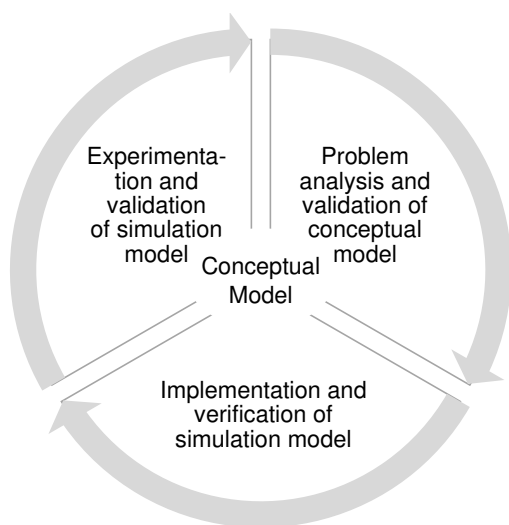 Experimenta-
tion and
validation
of simulation
model
Problem
analysis and
validation of
conceptual
model
Conceptual
Model
Implementation and
verification of
simulation model